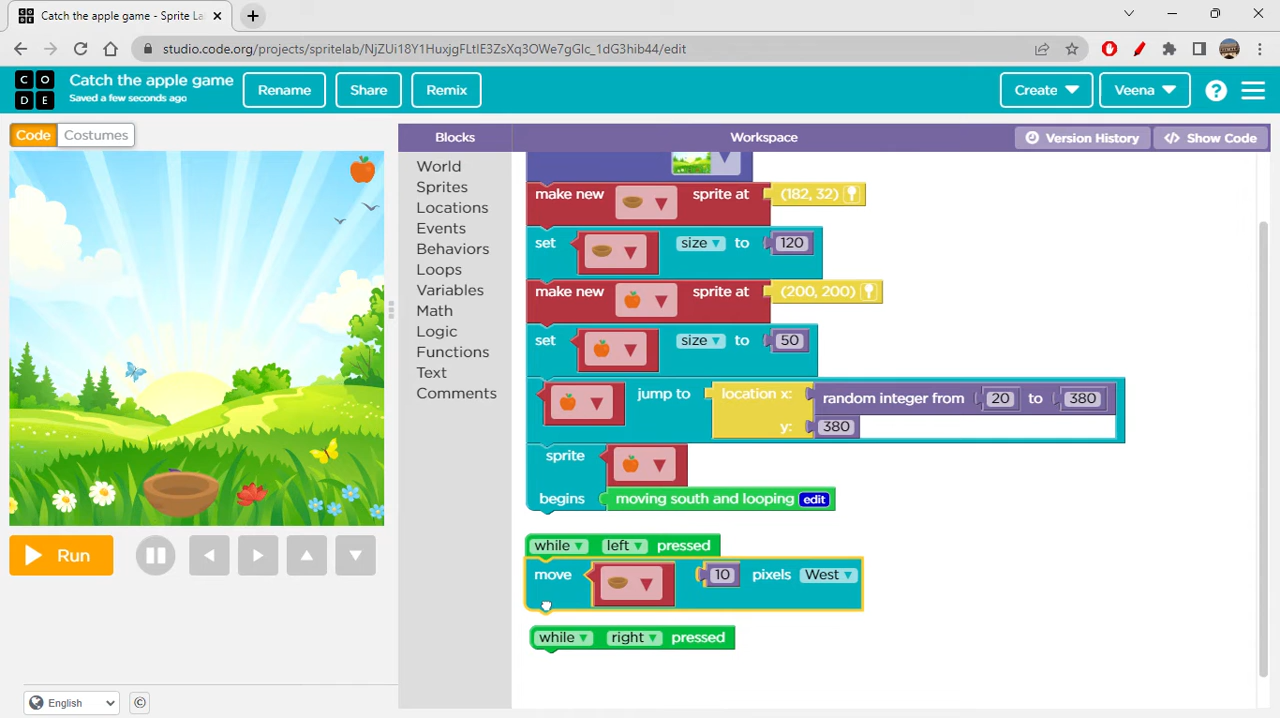 Catch the apple game - Sprite La
studio.code.org/projects/spritelab/NjZUi18Y1HuxjgFLtIE3ZsXq3OWe7gGlc_1dG3hib44/edit
CO
DE
Catch the apple game
Saved a few seconds ago
Rename
Share
Remix
Create
Veena
?
Code
Costumes
Blocks
Workspace
Version History
Show Code
World
Sprites
Locations
Events
Behaviors
Loops
Variables
Math
Logic
Functions
Text
Comments
make new sprite at (182, 32)
set size to 120
make new sprite at (200, 200)
set size to 50
jump to location x: random integer from 20 to 380
y: 380
sprite
begins moving south and looping edit
while left pressed
move 10 pixels West
while right pressed
Run
English
©